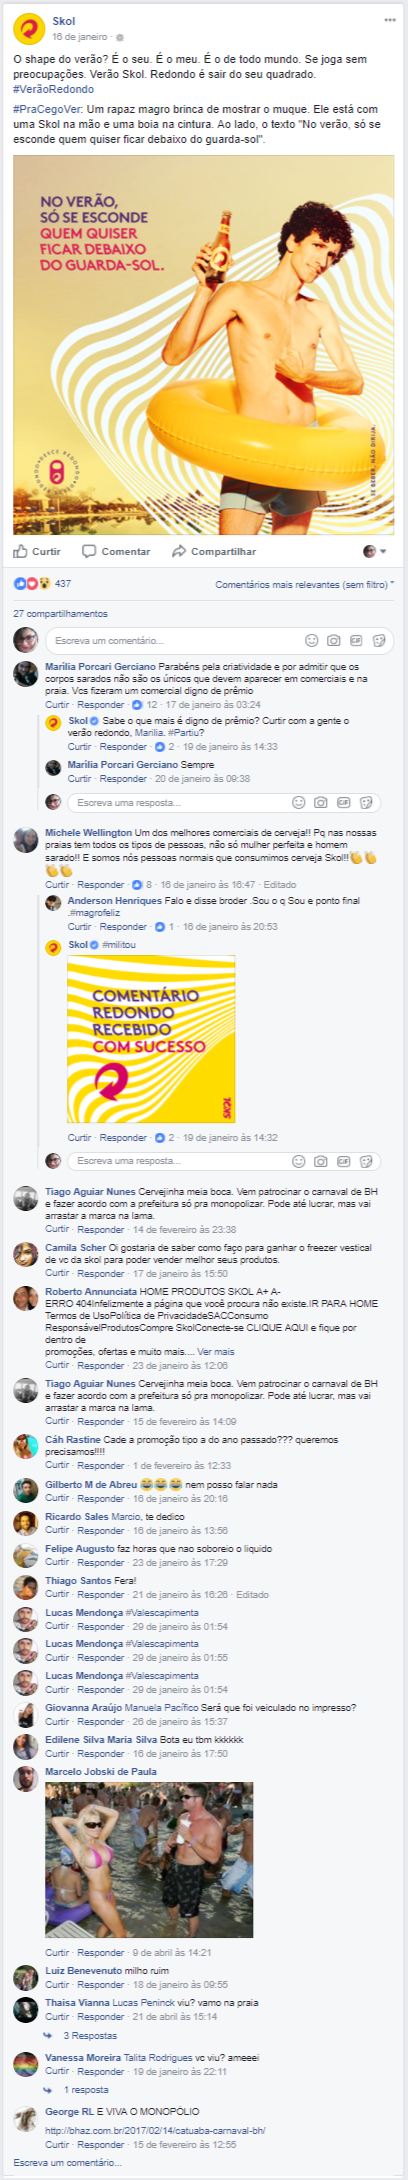 Skol
16 de janeiro ·
O shape do verão? É o seu. É o meu. É o de todo mundo. Se joga sem
preocupações. Verão Skol. Redondo é sair do seu quadrado.
#VerãoRedondo
#PraCegoVer: Um rapaz magro brinca de mostrar o muque. Ele está com
uma Skol na mão e uma boia na cintura. Ao lado, o texto "No verão, só se
esconde quem quiser ficar debaixo do guarda-sol".
NO VERÃO,
SÓ SE ESCONDE
QUEM QUISER
FICAR DEBAIXO
DO GUARDA-SOL.
DESCE REDONDO
SE BEBER, NÃO DIRIJA.
Curtir Comentar Compartilhar
437 Comentários mais relevantes (sem filtro)
27 compartilhamentos
Escreva um comentário...
Marilia Porcari Gerciano Parabéns pela criatividade e por admitir que os
corpos sarados não são os únicos que devem aparecer em comerciais e na
praia. Vcs fizeram um comercial digno de prêmio
Curtir · Responder · 12 · 17 de janeiro às 03:24
Skol Sabe o que mais é digno de prêmio? Curtir com a gente o
verão redondo, Marilia. #Partiu?
Curtir · Responder · 2 · 19 de janeiro às 14:33
Marilia Porcari Gerciano Sempre
Curtir · Responder · 20 de janeiro às 09:38
Escreva uma resposta...
Michele Wellington Um dos melhores comerciais de cerveja!! Pq nas nossas
praias tem todos os tipos de pessoas, não só mulher perfeita e homem
sarado!! E somos nós pessoas normais que consumimos cerveja Skol!!👏👏
👏👏
Curtir · Responder · 8 · 16 de janeiro às 16:47 · Editado
Anderson Henriques Falo e disse broder .Sou o q Sou e ponto final
.#magrofeliz
Curtir · Responder · 1 · 16 de janeiro às 20:53
Skol #militou
COMENTÁRIO
REDONDO
RECEBIDO
COM SUCESSO
SKOL
Curtir · Responder · 2 · 19 de janeiro às 14:32
Escreva uma resposta...
Tiago Aguiar Nunes Cervejinha meia boca. Vem patrocinar o carnaval de BH
e fazer acordo com a prefeitura só pra monopolizar. Pode até lucrar, mas vai
arrastar a marca na lama.
Curtir · Responder · 14 de fevereiro às 23:38
Camila Scher Oi gostaria de saber como faço para ganhar o freezer vestical
de vc da skol para poder vender melhor seus produtos.
Curtir · Responder · 17 de janeiro às 15:50
Roberto Annunciata HOME PRODUTOS SKOL A+ A-
ERRO 404Infelizmente a página que você procura não existe.IR PARA HOME
Termos de UsoPolítica de PrivacidadeSACConsumo
ResponsávelProdutosCompre SkolConecte-se CLIQUE AQUI e fique por
dentro de
promoções, ofertas e muito mais.... Ver mais
Curtir · Responder · 23 de janeiro às 12:06
Tiago Aguiar Nunes Cervejinha meia boca. Vem patrocinar o carnaval de BH
e fazer acordo com a prefeitura só pra monopolizar. Pode até lucrar, mas vai
arrastar a marca na lama.
Curtir · Responder · 15 de fevereiro às 14:09
Cáh Rastine Cade a promoção tipo a do ano passado??? queremos
precisamos!!!!
Curtir · Responder · 1 de fevereiro às 12:33
Gilberto M de Abreu 😂😂😂 nem posso falar nada
Curtir · Responder · 16 de janeiro às 20:16
Ricardo Sales Marcio, te dedico
Curtir · Responder · 16 de janeiro às 13:56
Felipe Augusto faz horas que nao soboreio o liquido
Curtir · Responder · 23 de janeiro às 17:29
Thiago Santos Fera!
Curtir · Responder · 21 de janeiro às 16:26 · Editado
Lucas Mendonça #Valescapimenta
Curtir · Responder · 29 de janeiro às 01:54
Lucas Mendonça #Valescapimenta
Curtir · Responder · 29 de janeiro às 01:55
Lucas Mendonça #Valescapimenta
Curtir · Responder · 29 de janeiro às 01:54
Giovanna Araújo Manuela Pacífico Será que foi veiculado no impresso?
Curtir · Responder · 26 de janeiro às 15:37
Edilene Silva Maria Silva Bota eu tbm kkkkkk
Curtir · Responder · 16 de janeiro às 17:50
Marcelo Jobski de Paula
Curtir · Responder · 9 de abril às 14:21
Luiz Benevenuto milho ruim
Curtir · Responder · 18 de janeiro às 09:55
Thaisa Vianna Lucas Peninck viu? vamo na praia
Curtir · Responder · 21 de abril às 15:14
3 Respostas
Vanessa Moreira Talita Rodrigues vc viu? ameeei
Curtir · Responder · 19 de janeiro às 22:11
1 resposta
George RL E VIVA O MONOPÓLIO
http://bhaz.com.br/2017/02/14/catuaba-carnaval-bh/
Curtir · Responder · 15 de fevereiro às 12:55
Escreva um comentário...